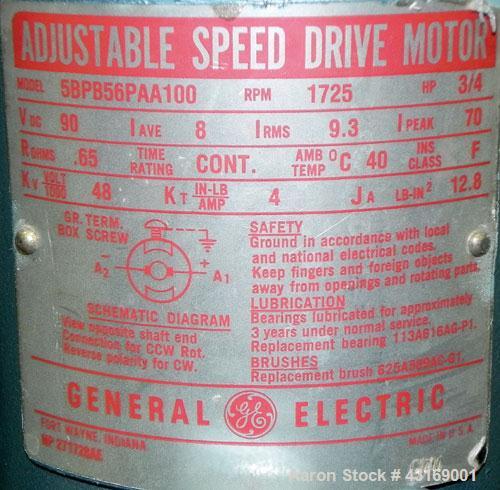 ADJUSTABLE SPEED DRIVE MOTOR
MODEL 5BPB56PAA100 RPM 1725 HP 3/4
V DC 90 I AVE 8 I RMS 9.3 I PEAK 70
R OHMS .65 TIME RATING CONT. AMB TEMP °C 40 INS CLASS F
K V VOLT/1000 48 K T IN-LB/AMP 4 J A LB-IN² 12.8
GR. TERM.
BOX SCREW
- +
A2 A1
SCHEMATIC DIAGRAM
View opposite shaft end
Connection for CCW Rot.
Reverse polarity for CW.
SAFETY
Ground in accordance with local
and national electrical codes.
Keep fingers and foreign objects
away from openings and rotating parts.
LUBRICATION
Bearings lubricated for approximately
3 years under normal service.
Replacement bearing 113A616AG-P1.
BRUSHES
Replacement brush
GENERAL GE ELECTRIC
FORT WAYNE, INDIANA
NP 271728AE
MADE IN U.S.A.
Aaron Stock # 43169001